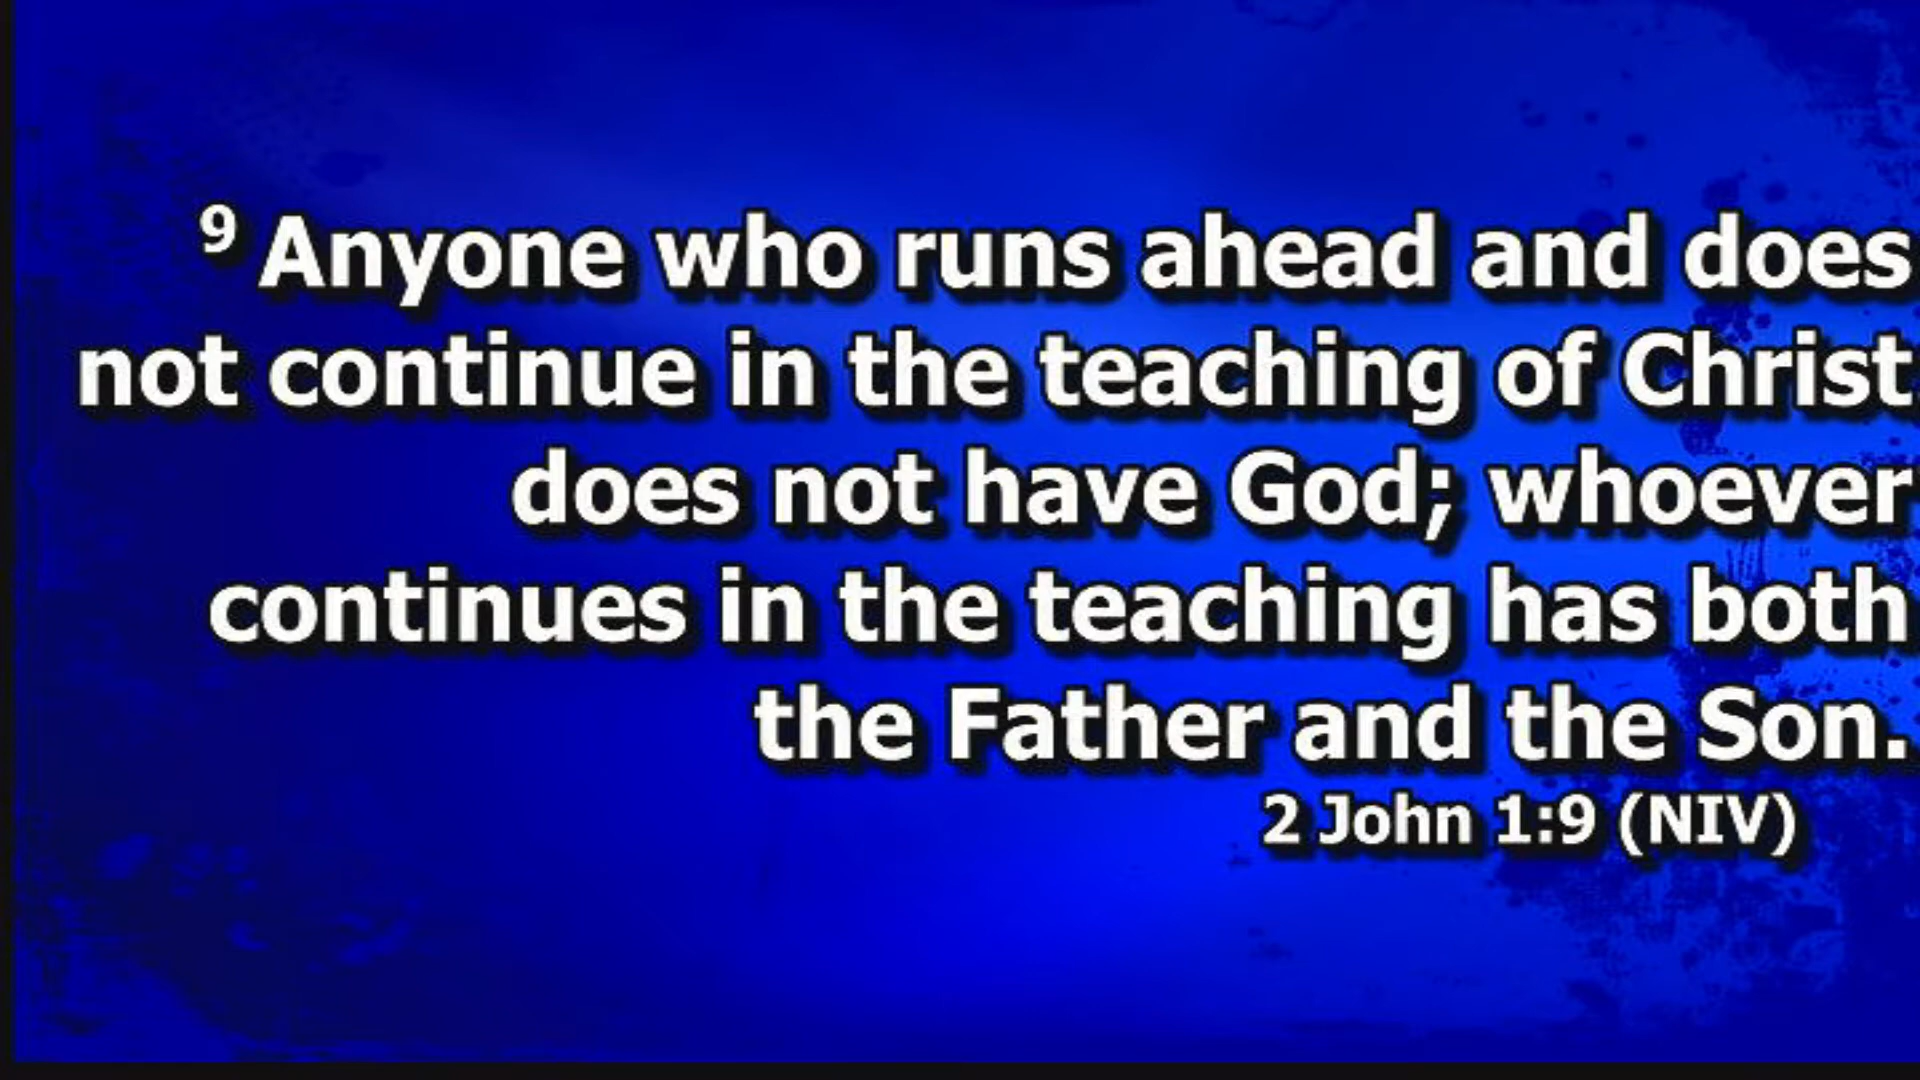 9 Anyone who runs ahead and does
not continue in the teaching of Christ
does not have God; whoever
continues in the teaching has both
the Father and the Son.
2 John 1:9 (NIV)